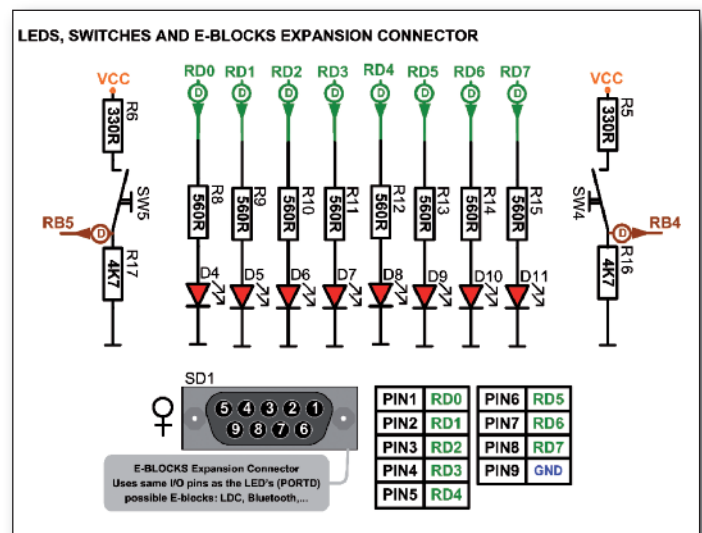 LEDS, SWITCHES AND E-BLOCKS EXPANSION CONNECTOR
RD0 RD1 RD2 RD3 RD4 RD5 RD6 RD7
VCC D D D D D D D D VCC
R6 330R R5 330R
SW5 R8 560R R9 560R R10 560R R11 560R R12 560R R13 560R R14 560R R15 560R SW4
RB5 D D RB4
R17 4K7 D4 D5 D6 D7 D8 D9 D10 D11 R16 4K7
SD1
5 4 3 2 1
9 8 7 6
E-BLOCKS Expansion Connector
Uses same I/O pins as the LED's (PORTD)
possible E-blocks: LDC, Bluetooth,...
PIN1 RD0 PIN6 RD5
PIN2 RD1 PIN7 RD6
PIN3 RD2 PIN8 RD7
PIN4 RD3 PIN9 GND
PIN5 RD4